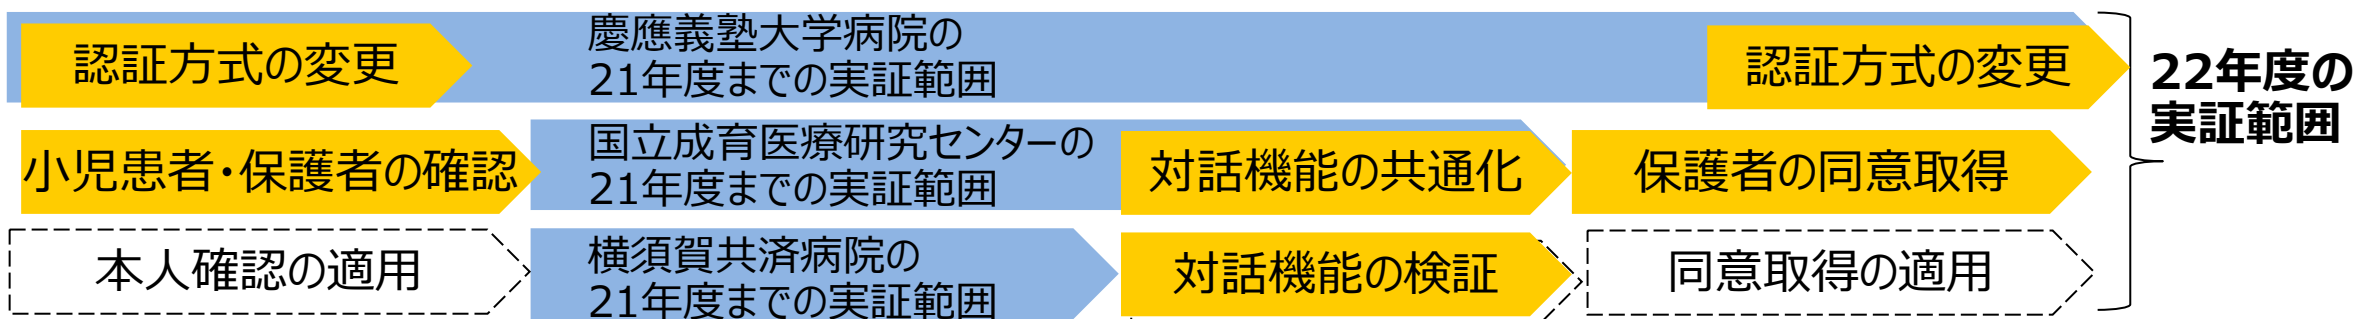 認証方式の変更
慶應義塾大学病院の
21年度までの実証範囲
認証方式の変更
22年度の
実証範囲
小児患者・保護者の確認
国立成育医療研究センターの
21年度までの実証範囲
対話機能の共通化
保護者の同意取得
本人確認の適用
横須賀共済病院の
21年度までの実証範囲
対話機能の検証
同意取得の適用